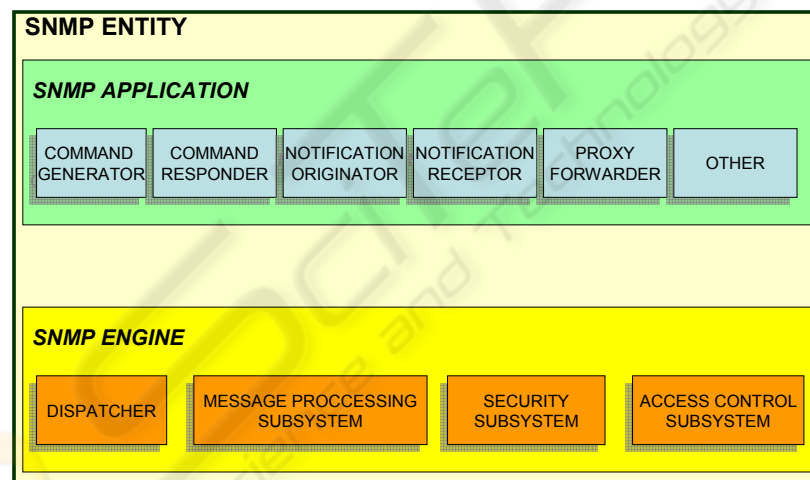 SNMP ENTITY
SNMP APPLICATION
COMMAND GENERATOR
COMMAND RESPONDER
NOTIFICATION ORIGINATOR
NOTIFICATION RECEPTOR
PROXY FORWARDER
OTHER
SNMP ENGINE
DISPATCHER
MESSAGE PROCCESSING SUBSYSTEM
SECURITY SUBSYSTEM
ACCESS CONTROL SUBSYSTEM